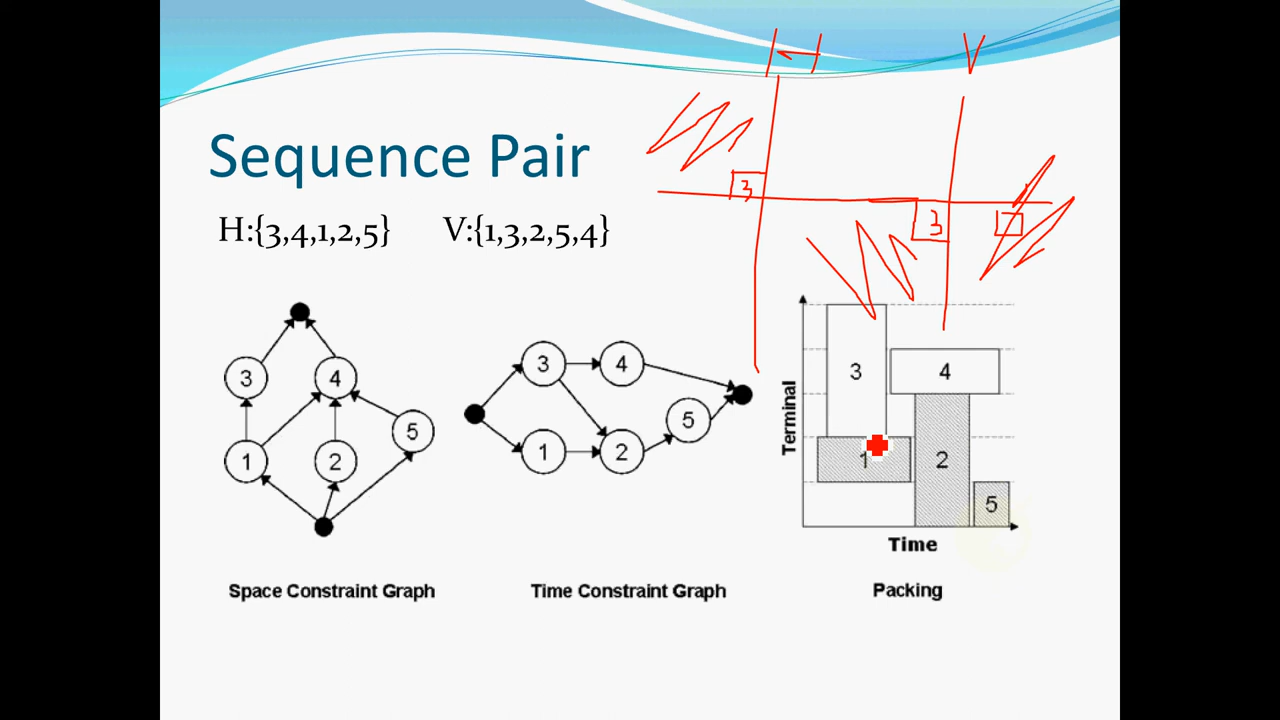 H V
Sequence Pair
3
H:{3,4,1,2,5} V:{1,3,2,5,4}
3
3 4
5
1 2
Space Constraint Graph
3 4
5
1 2
Time Constraint Graph
Terminal
3 4
1 2
5
Time
Packing